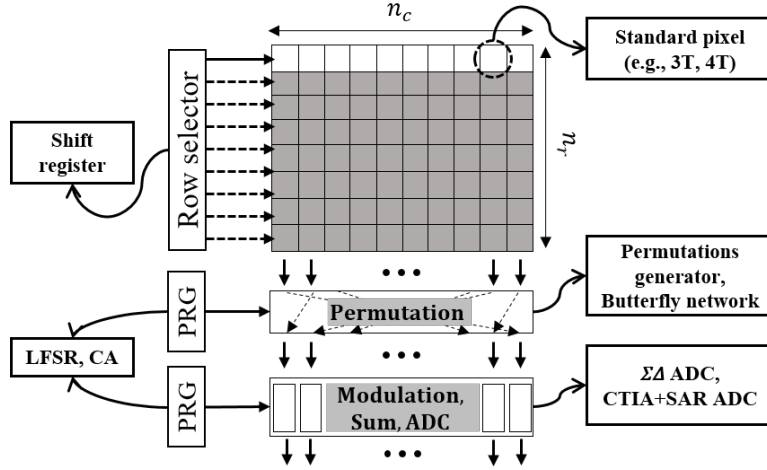 n_c
Standard pixel
(e.g., 3T, 4T)
Row selector
n_r
Shift
register
Permutations
generator,
Butterfly network
PRG
Permutation
LFSR, CA
PRG
Modulation,
Sum, ADC
ΣΔ ADC,
CTIA+SAR ADC